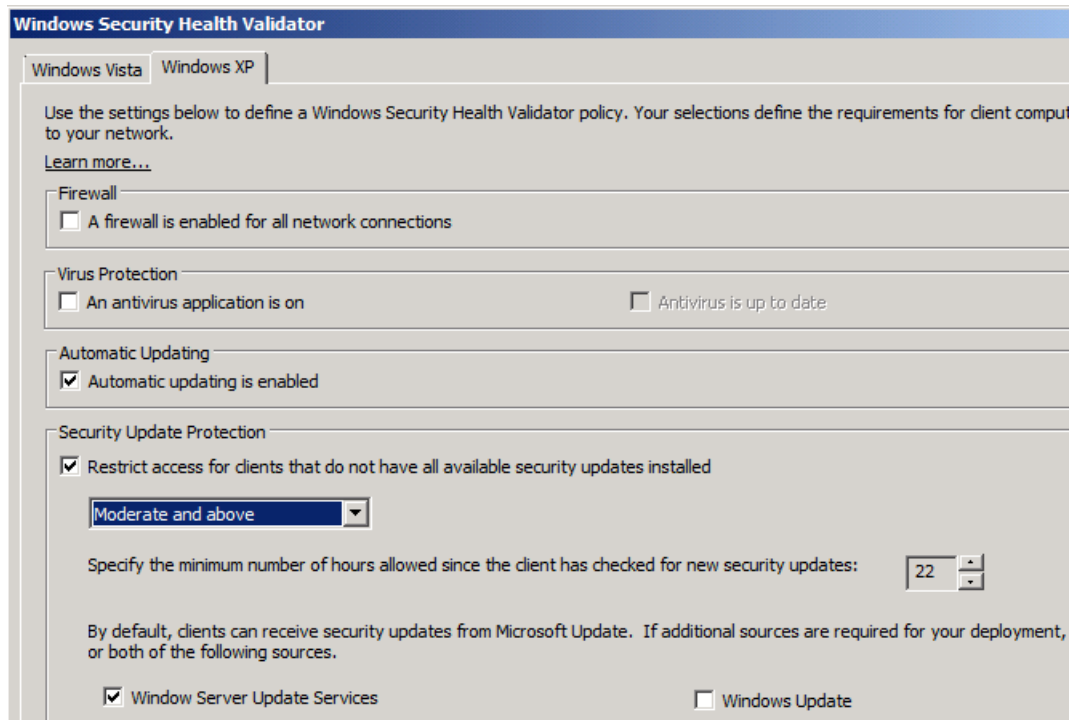 Windows Security Health Validator
Windows Vista Windows XP
Use the settings below to define a Windows Security Health Validator policy. Your selections define the requirements for client comput
to your network.
Learn more...
Firewall
A firewall is enabled for all network connections
Virus Protection
An antivirus application is on Antivirus is up to date
Automatic Updating
Automatic updating is enabled
Security Update Protection
Restrict access for clients that do not have all available security updates installed
Moderate and above
Specify the minimum number of hours allowed since the client has checked for new security updates: 22
By default, clients can receive security updates from Microsoft Update. If additional sources are required for your deployment,
or both of the following sources.
Window Server Update Services Windows Update